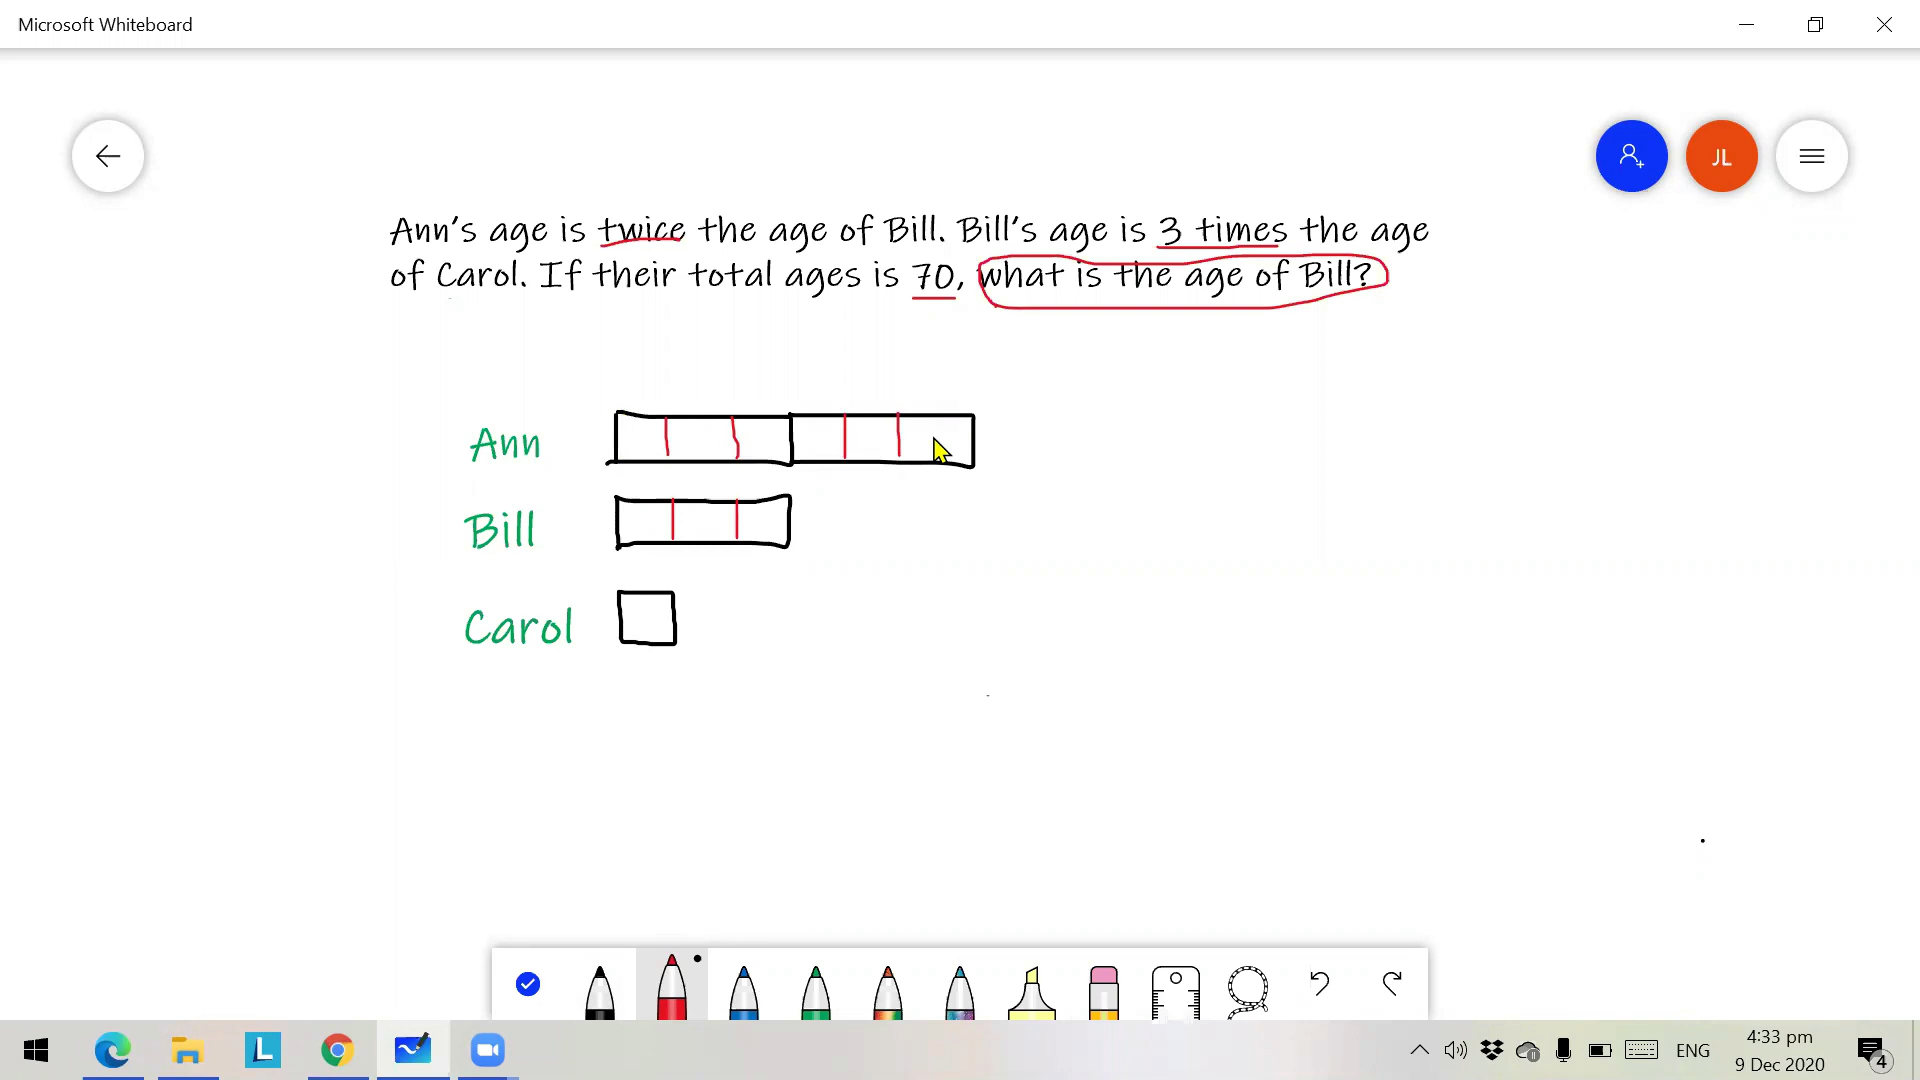 Microsoft Whiteboard
JL
Ann's age is twice the age of Bill. Bill's age is 3 times the age
of Carol. If their total ages is 70, what is the age of Bill?
Ann
Bill
Carol
L
ENG
4:33 pm
9 Dec 2020
4